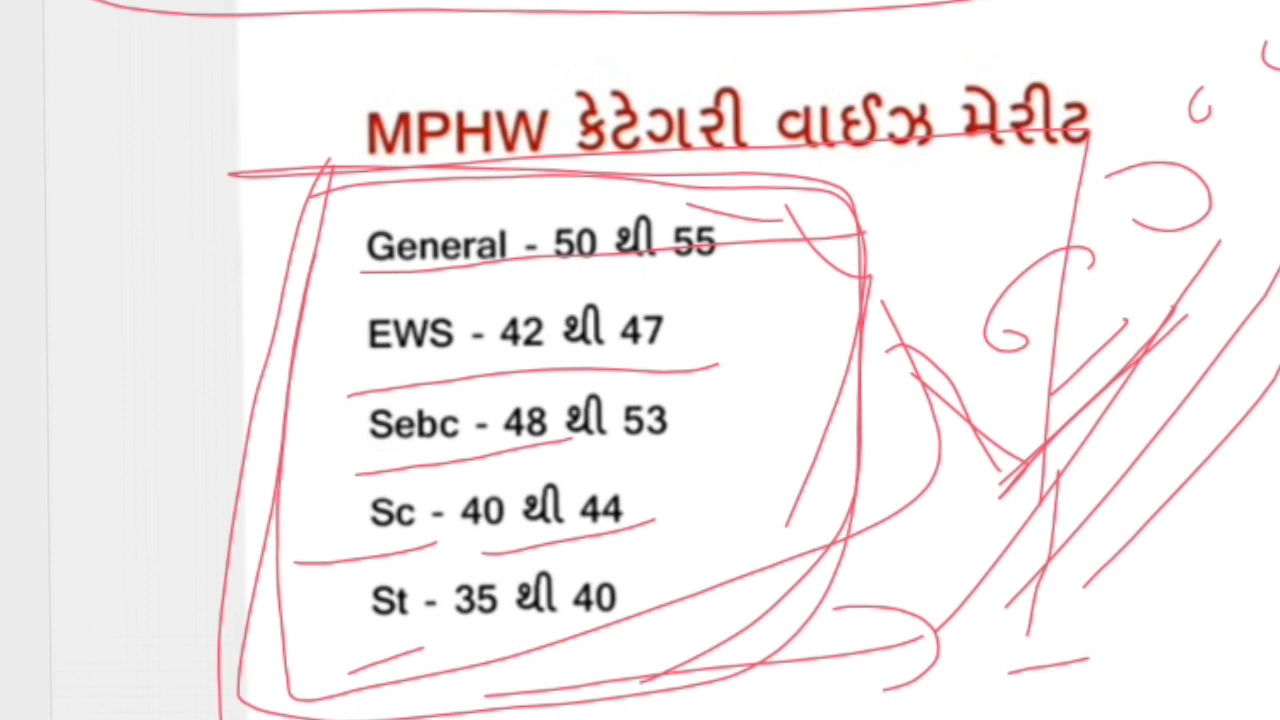 MPHW કેટેગરી વાઈઝ મેરીટ
General - 50 થી 55
EWS - 42 થી 47
Sebc - 48 થી 53
Sc - 40 થી 44
St - 35 થી 40